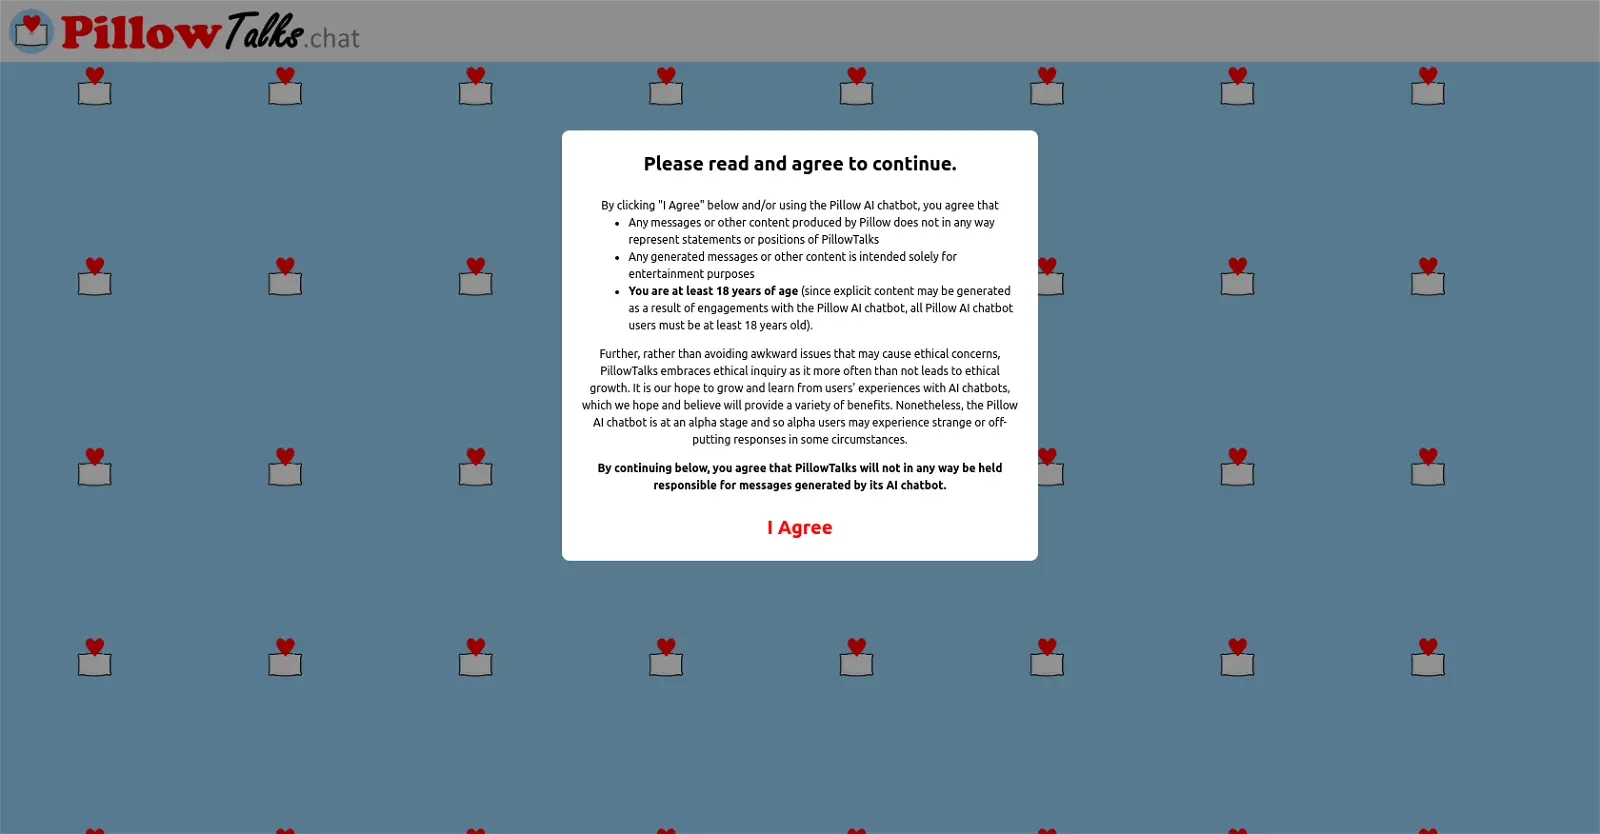 PillowTalks.chat
Please read and agree to continue.
By clicking "I Agree" below and/or using the Pillow AI chatbot, you agree that
• Any messages or other content produced by Pillow does not in any way
represent statements or positions of PillowTalks
• Any generated messages or other content is intended solely for
entertainment purposes
• You are at least 18 years of age (since explicit content may be generated
as a result of engagements with the Pillow AI chatbot, all Pillow AI chatbot
users must be at least 18 years old).
Further, rather than avoiding awkward issues that may cause ethical concerns,
PillowTalks embraces ethical inquiry as it more often than not leads to ethical
growth. It is our hope to grow and learn from users' experiences with AI chatbots,
which we hope and believe will provide a variety of benefits. Nonetheless, the Pillow
AI chatbot is at an alpha stage and so alpha users may experience strange or off-
putting responses in some circumstances.
By continuing below, you agree that PillowTalks will not in any way be held
responsible for messages generated by its AI chatbot.
I Agree